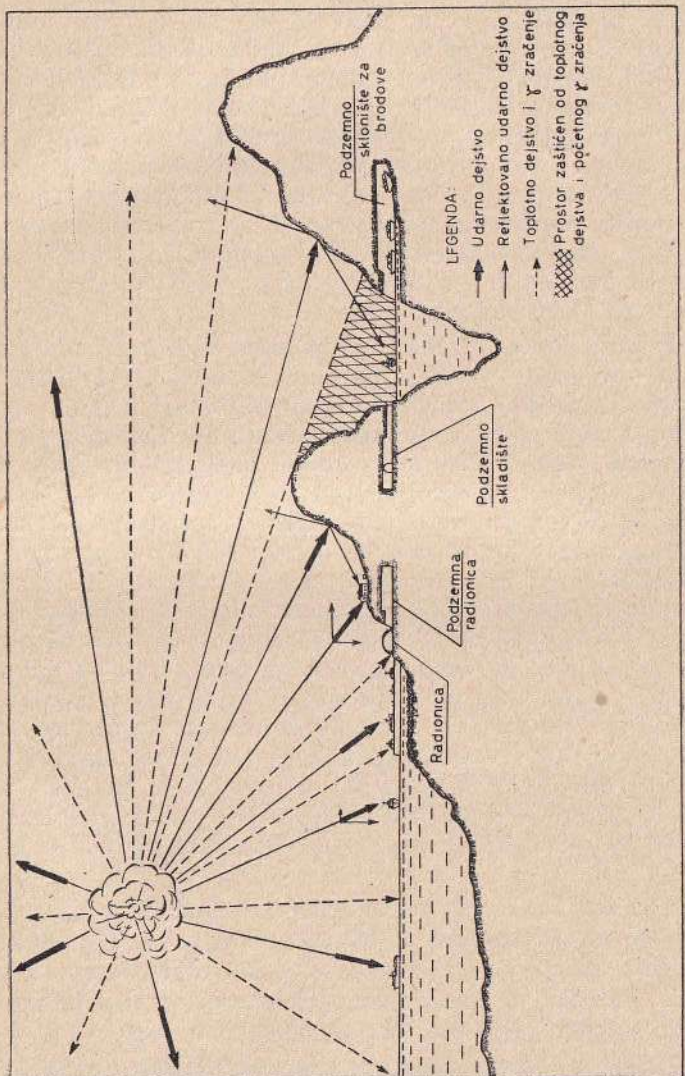 Podzemno
sklonište za
brodove
LEGENDA:
Udarno dejstvo
Reflektovano udarno dejstvo
Toplotno dejstvo i γ zračenje
Prostor zaštićen od toplotnog
dejstva i početnog γ zračenja
Podzemno
skladište
Podzemna
radionica
Radionica